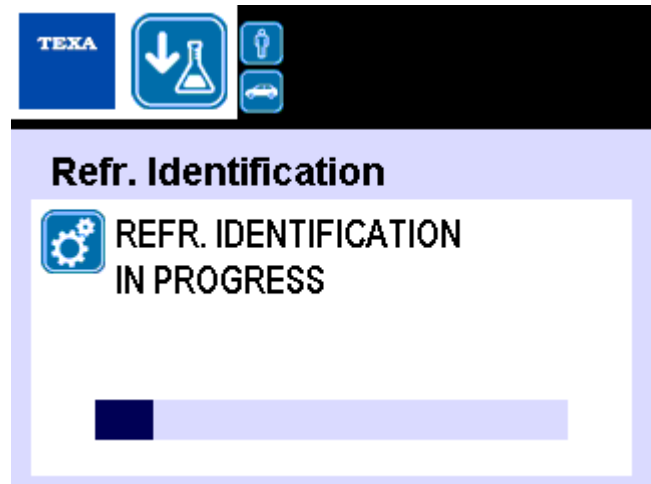 TEXA
Refr. Identification
REFR. IDENTIFICATION
IN PROGRESS